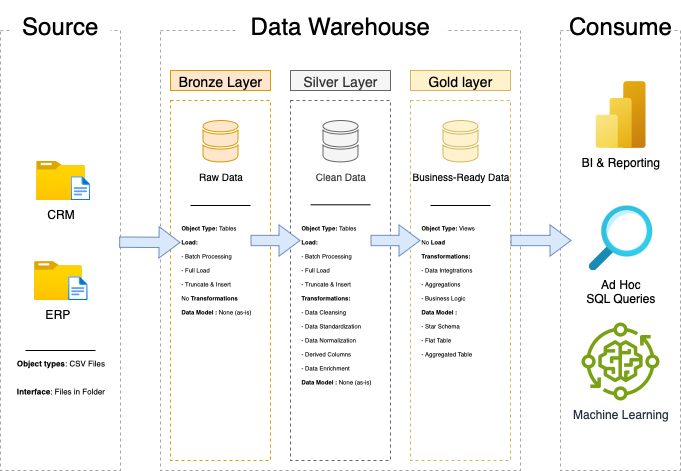 Source
Data Warehouse
Consume
Bronze Layer
Silver Layer
Gold layer
CRM
ERP
Object types: CSV Files
Interface: Files in Folder
Raw Data
Object Type: Tables
Load:
- Batch Processing
- Full Load
- Truncate & Insert
No Transformations
Data Model : None (as-is)
Clean Data
Object Type: Tables
Load:
- Batch Processing
- Full Load
- Truncate & Insert
Transformations:
- Data Cleansing
- Data Standardization
- Data Normalization
- Derived Columns
- Data Enrichment
Data Model : None (as-is)
Business-Ready Data
Object Type: Views
No Load
Transformations:
- Data Integtrations
- Aggregations
- Business Logic
Data Model :
- Star Schema
- Flat Table
- Aggregated Table
BI & Reporting
Ad Hoc
SQL Queries
Machine Learning